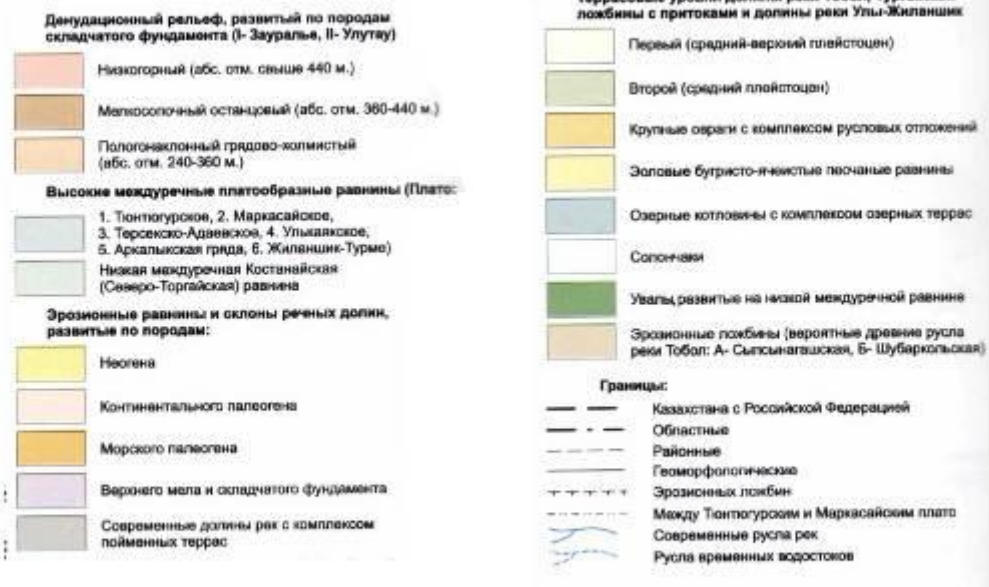 Денудационный рельеф, развитый по породам
складчатого фундамента (I- Зауралье, II- Улутау)
Низкогорный (абс. отм. свыше 440 м.)
Мелкосопочный останцовый (абс. отм. 360-440 м.)
Пологонаклонный грядово-холмистый
(абс. отм. 240-360 м.)
Высокие междуречные платообразные равнины (Плато:
1. Тюнтюгурское, 2. Маркасайское,
3. Терсекско-Адаевское, 4. Улькаякское,
5. Аркалыкская гряда, 6. Жиланшик-Турме)
Низкая междуречная Костанайская
(Северо-Торгайская) равнина
Эрозионные равнины и склоны речных долин,
развитые по породам:
Неогена
Континентального палеогена
Морского палеогена
Верхнего мела и складчатого фундамента
Современные долины рек с комплексом
пойменных террас
ложбины с притоками и долины реки Улы-Жиланшик
Первый (средний-верхний плейстоцен)
Второй (средний плейстоцен)
Крупные овраги с комплексом русловых отложений
Эоловые бугристо-ячеистые песчаные равнины
Озерные котловины с комплексом озерных террас
Солончаки
Увалы, развитые на низкой междуречной равнине
Эрозионные ложбины (вероятные древние русла
реки Тобол: А- Сыпсынагашская, Б- Шубаркольская)
Границы:
Казахстана с Российской Федерацией
Областные
Районные
Геоморфологические
Эрозионных ложбин
Между Тюнтюгурским и Маркасайским плато
Современные русла рек
Русла временных водостоков